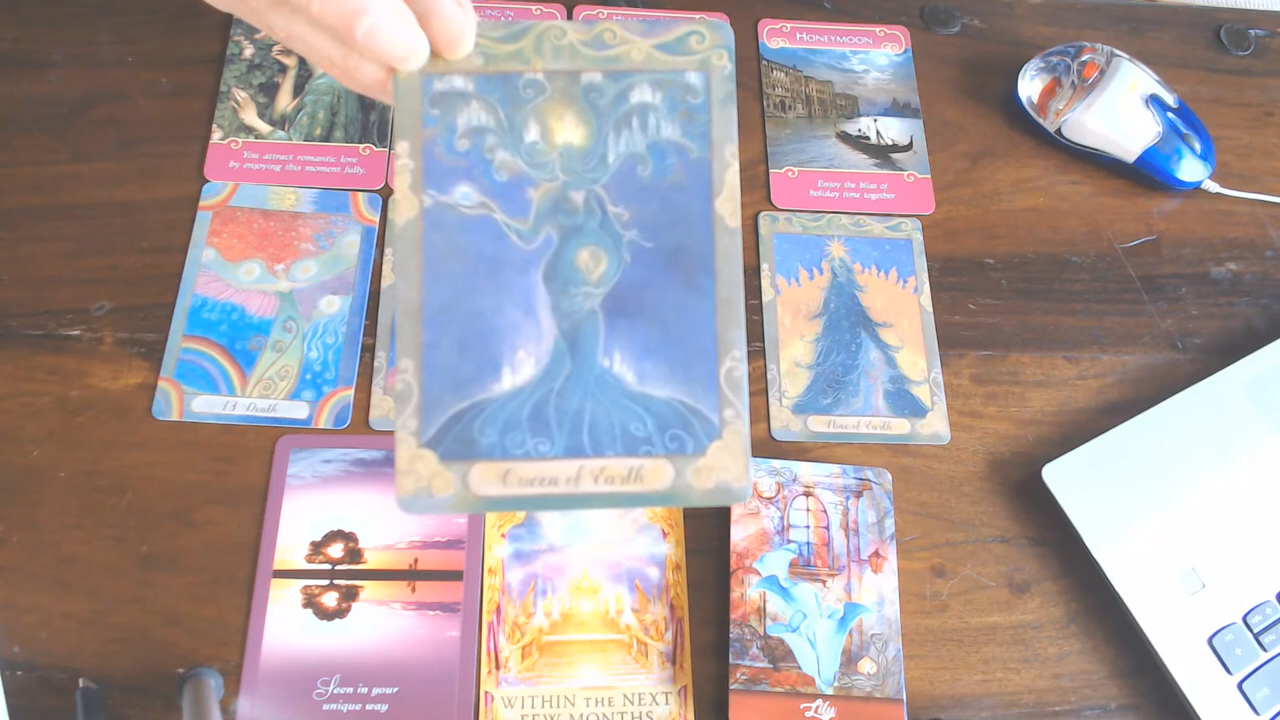 HONEYMOON
You attract romantic love
by enjoying this moment fully.
Enjoy the bliss of
holiday time together
13 Death
Queen of Earth
Nine of Earth
Seen in your
unique way
WITHIN THE NEXT
FEW MONTHS
Lily